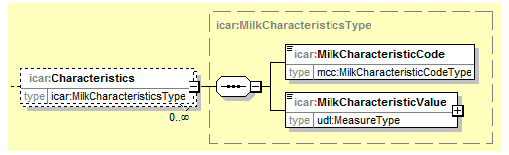 icar:MilkCharacteristicsType
icar:Characteristics
type icar:MilkCharacteristicsType
0..∞
icar:MilkCharacteristicCode
type mcc:MilkCharacteristicCodeType
icar:MilkCharacteristicValue
type udt:MeasureType